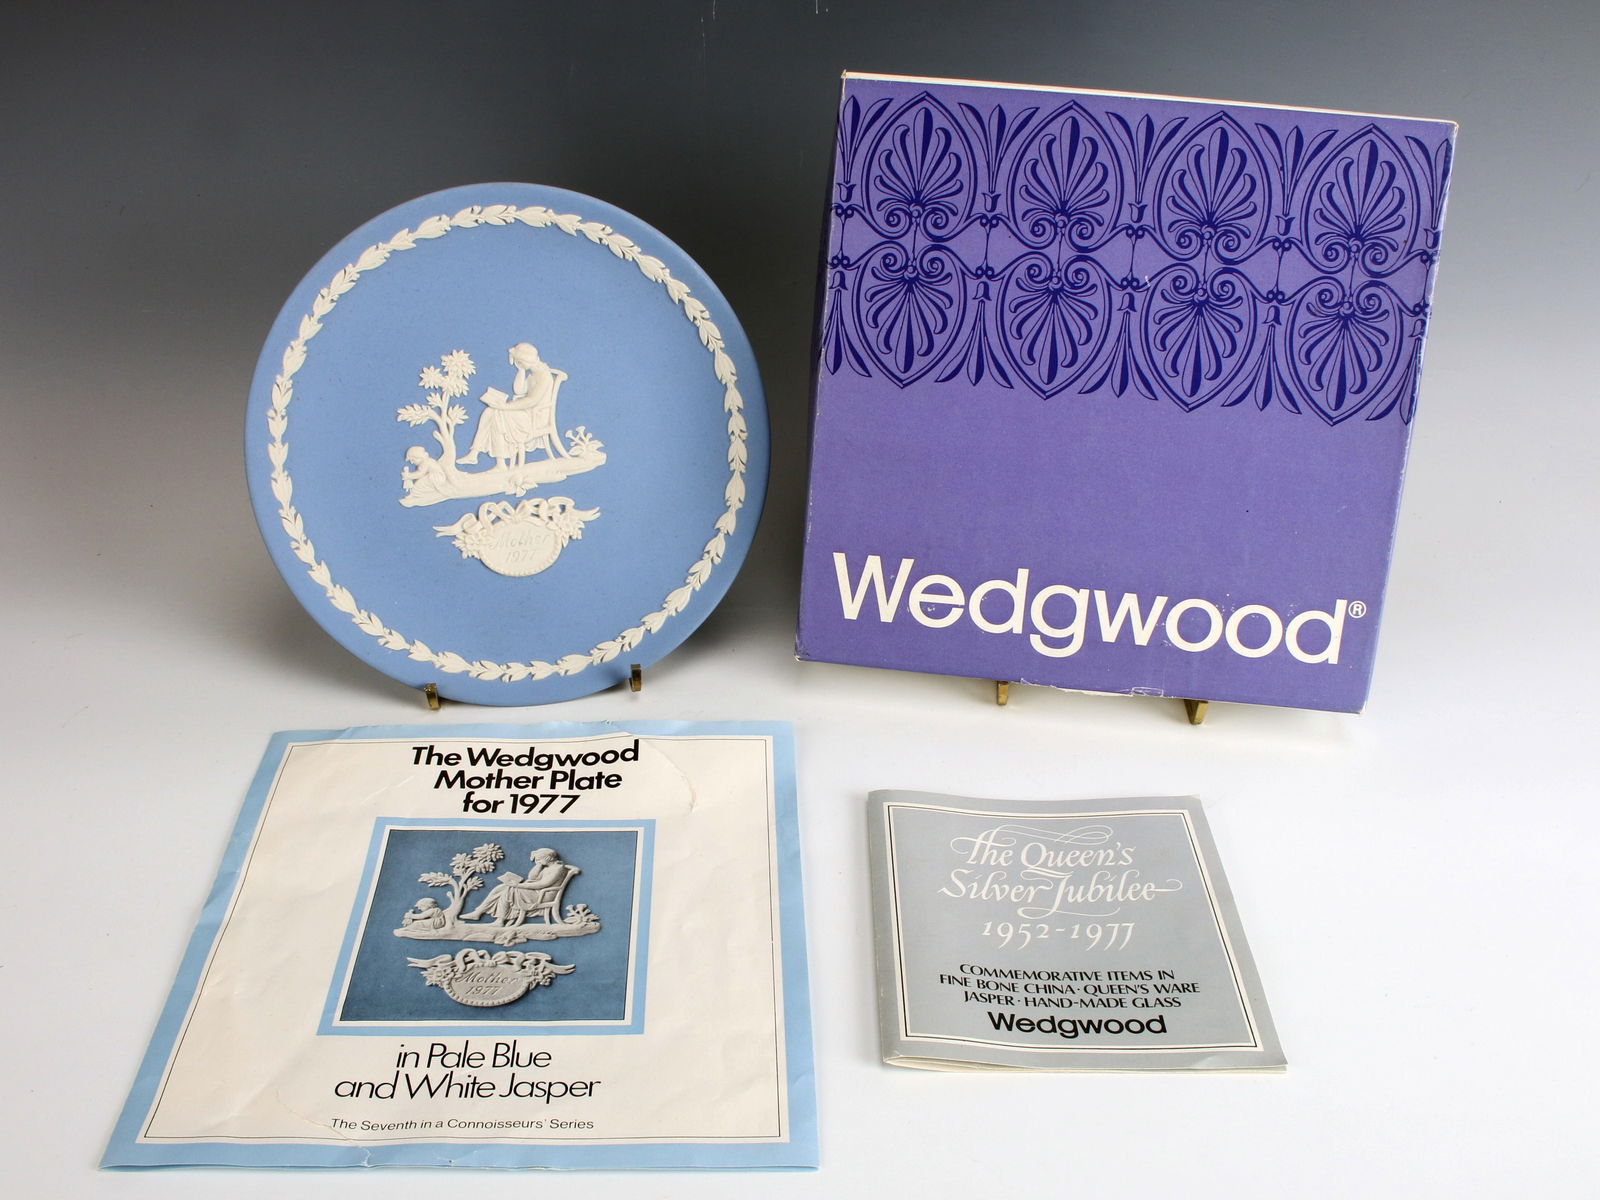 Mother
1977
Wedgwood®
The Wedgwood
Mother Plate
for 1977
Mother
1977
in Pale Blue
and White Jasper
The Seventh in a Connoisseurs' Series
The Queen's
Silver Jubilee
1952-1977
COMMEMORATIVE ITEMS IN
FINE BONE CHINA · QUEEN'S WARE
JASPER · HAND-MADE GLASS
Wedgwood